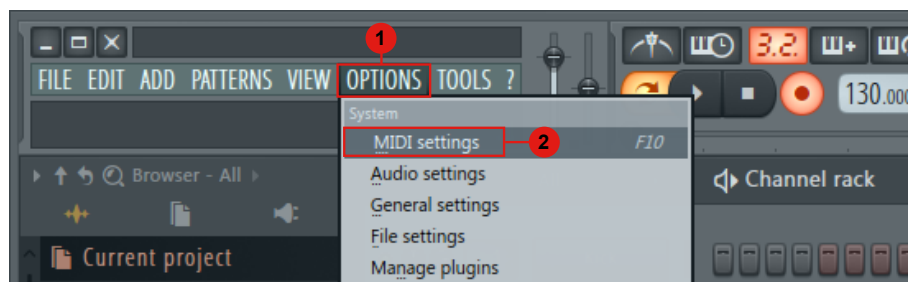 1
FILE EDIT ADD PATTERNS VIEW OPTIONS TOOLS ?
3.2.
130.000
System
MIDI settings 2 F10
Browser - All
Audio settings
Channel rack
General settings
File settings
Current project
Manage plugins